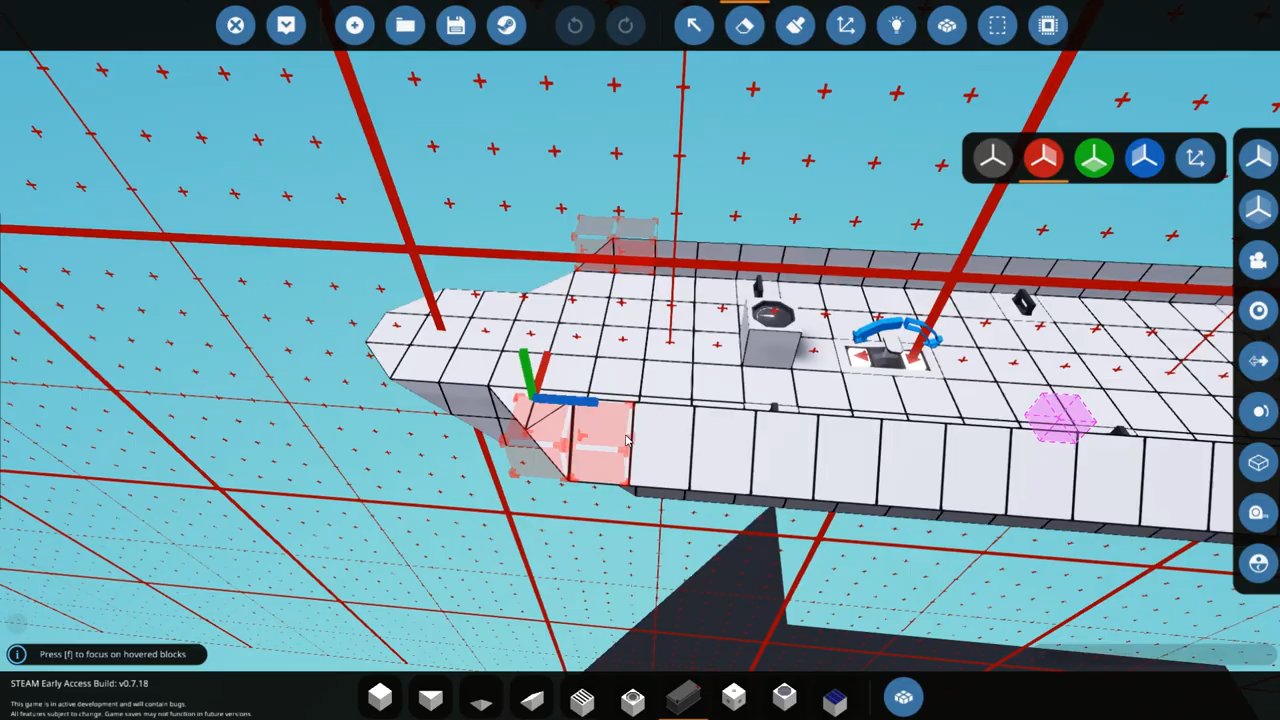 Press [f] to focus on hovered blocks
STEAM Early Access Build: v0.7.18
This game is in active development and will contain bugs.
All features subject to change. Game saves may not function in future versions.